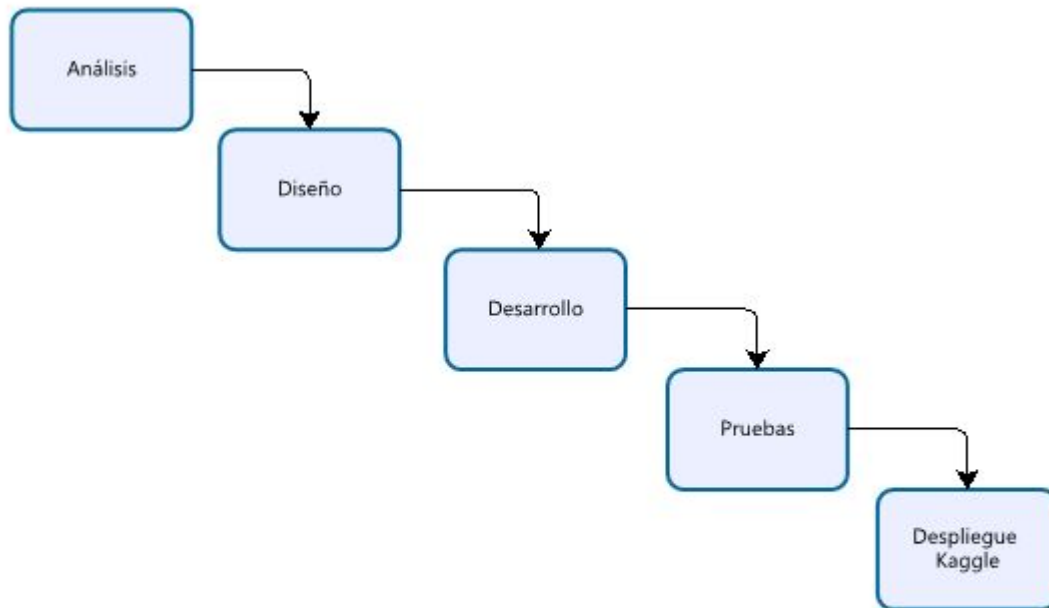 Análisis
Diseño
Desarrollo
Pruebas
Despliegue
Kaggle